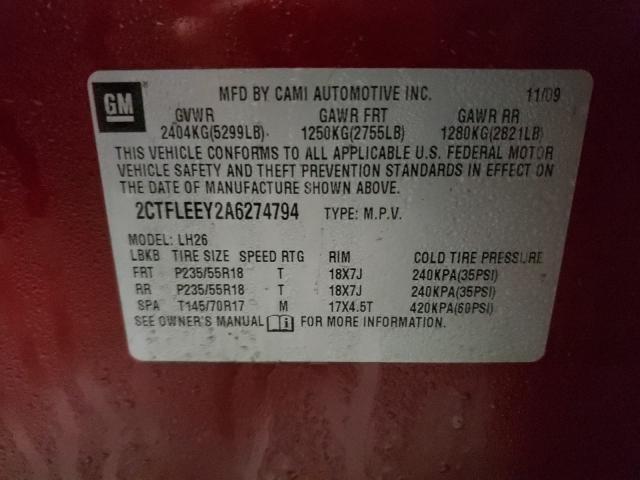 GM ® MFD BY CAMI AUTOMOTIVE INC. 11/09
GVWR GAWR FRT GAWR RR
2404KG(5299LB) 1250KG(2755LB) 1280KG(2821LB)
THIS VEHICLE CONFORMS TO ALL APPLICABLE U.S. FEDERAL MOTOR
VEHICLE SAFETY AND THEFT PREVENTION STANDARDS IN EFFECT ON
THE DATE OF MANUFACTURE SHOWN ABOVE.
2CTFLEEY2A6274794 TYPE: M.P.V.
MODEL: LH26
LBKB TIRE SIZE SPEED RTG RIM COLD TIRE PRESSURE
FRT P235/55R18 T 18X7J 240KPA(35PSI)
RR P235/55R18 T 18X7J 240KPA(35PSI)
SPA T145/70R17 M 17X4.5T 420KPA(60PSI)
SEE OWNER'S MANUAL i FOR MORE INFORMATION.